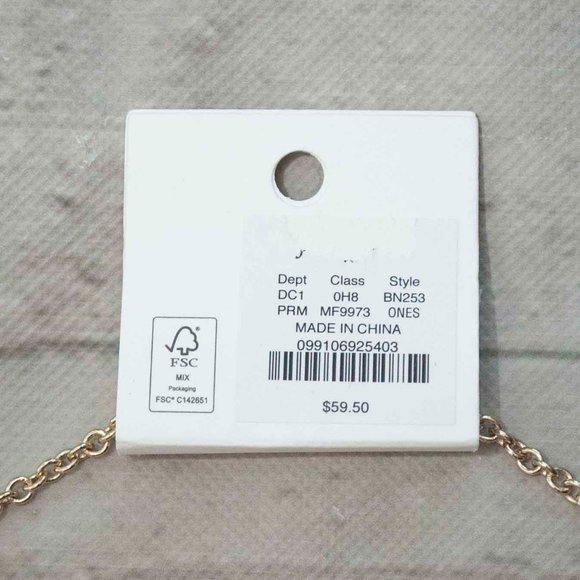 Dept Class Style
DC1 0H8 BN253
PRM MF9973 ONES
MADE IN CHINA
099106925403
$59.50
FSC
MIX
Packaging
FSC® C142651